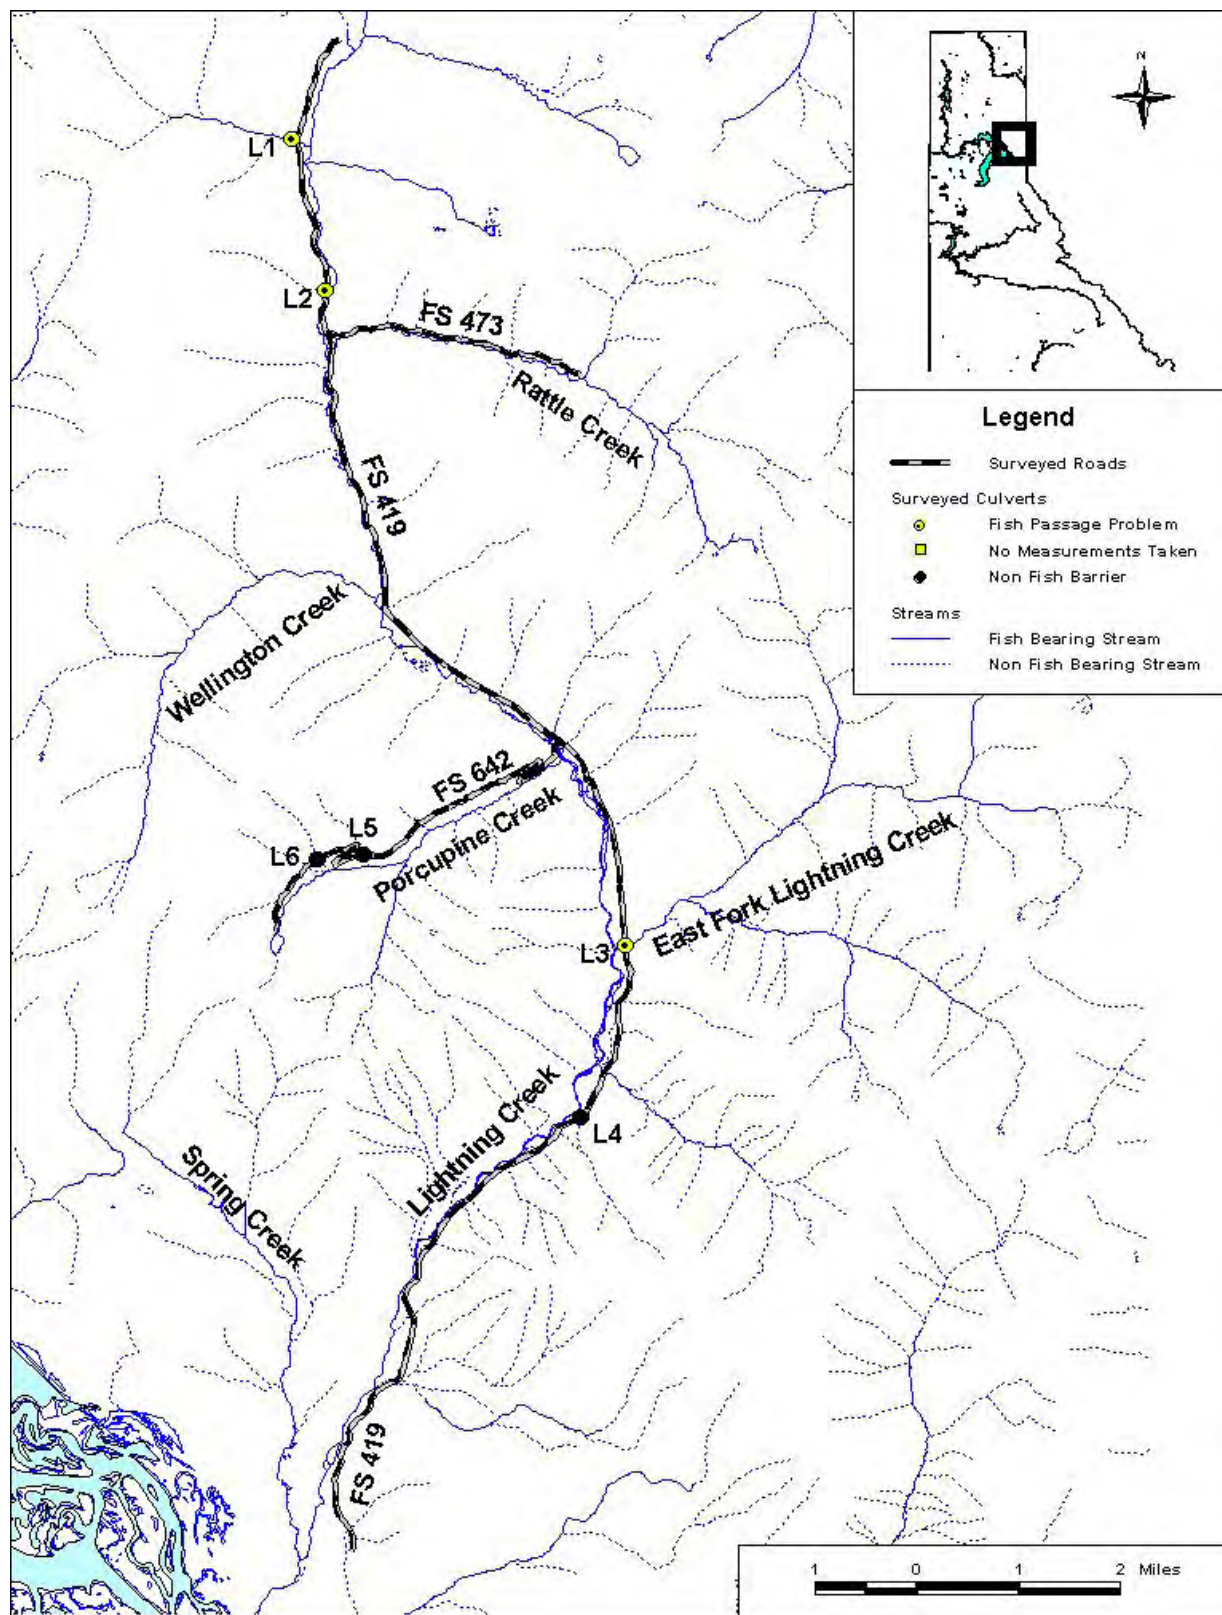 N
L1
L2
FS 473
Rattle Creek
FS 419
Wellington Creek
FS 642
L5
L6
Porcupine Creek
East Fork Lightning Creek
L3
Lightning Creek
L4
Spring Creek
FS 419
Legend
Surveyed Roads
Surveyed Culverts
Fish Passage Problem
No Measurements Taken
Non Fish Barrier
Streams
Fish Bearing Stream
Non Fish Bearing Stream
1 0 1 2 Miles